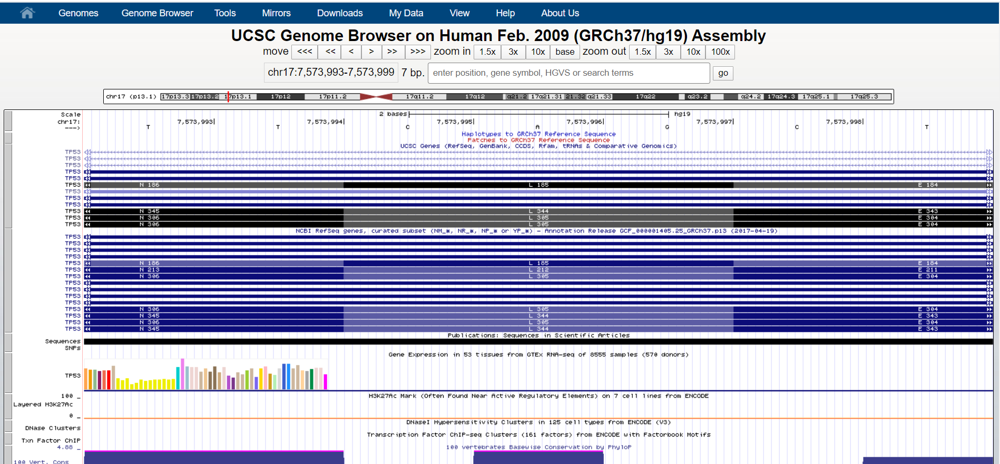 Genomes Genome Browser Tools Mirrors Downloads My Data View Help About Us
UCSC Genome Browser on Human Feb. 2009 (GRCh37/hg19) Assembly
move <<< << < > >> >>> zoom in 1.5x 3x 10x base zoom out 1.5x 3x 10x 100x
chr17:7,573,993-7,573,999 7 bp. enter position, gene symbol, HGVS or search terms go
chr17 (p13.1) 17p13.3 17p13.2 17p13.1 17p12 17p11.2 17q11.2 17q12 q21.2 17q21.31 21.32 q21.33 17q22 q23.2 q24.2 17q24.3 17q25.1 17q25.3
Scale 2 bases hg19
chr17: 7,573,993| 7,573,994| 7,573,995| 7,573,996| 7,573,997| 7,573,998|
---> T T C A G C T
Haplotypes to GRCh37 Reference Sequence
Patches to GRCh37 Reference Sequence
UCSC Genes (RefSeq, GenBank, CCDS, Rfam, tRNAs & Comparative Genomics)
TP53
TP53
TP53
TP53
TP53
TP53 N 186 L 185 E 184
TP53
TP53
TP53
TP53 N 345 L 344 E 343
TP53 N 306 L 305 E 304
TP53 N 306 L 305 E 304
NCBI RefSeq genes, curated subset (NM_*, NR_*, NP_* or YP_*) - Annotation Release GCF_000001405.25_GRCh37.p13 (2017-04-19)
TP53
TP53
TP53
TP53
TP53 N 186 L 185 E 184
TP53 N 213 L 212 E 211
TP53 N 306 L 305 E 304
TP53
TP53
TP53
TP53
TP53 N 306 L 305 E 304
TP53 N 345 L 344 E 343
TP53 N 306 L 305 E 304
TP53 N 345 L 344 E 343
Publications: Sequences in Scientific Articles
Sequences
SNPs
Gene Expression in 53 tissues from GTEx RNA-seq of 8555 samples (570 donors)
TP53
H3K27Ac Mark (Often Found Near Active Regulatory Elements) on 7 cell lines from ENCODE
100 _
Layered H3K27Ac
0 _
DNaseI Hypersensitivity Clusters in 125 cell types from ENCODE (V3)
DNase Clusters
Transcription Factor ChIP-seq Clusters (161 factors) from ENCODE with Factorbook Motifs
Txn Factor ChIP
100 vertebrates Basewise Conservation by PhyloP
4.88 _
100 Vert. Cons